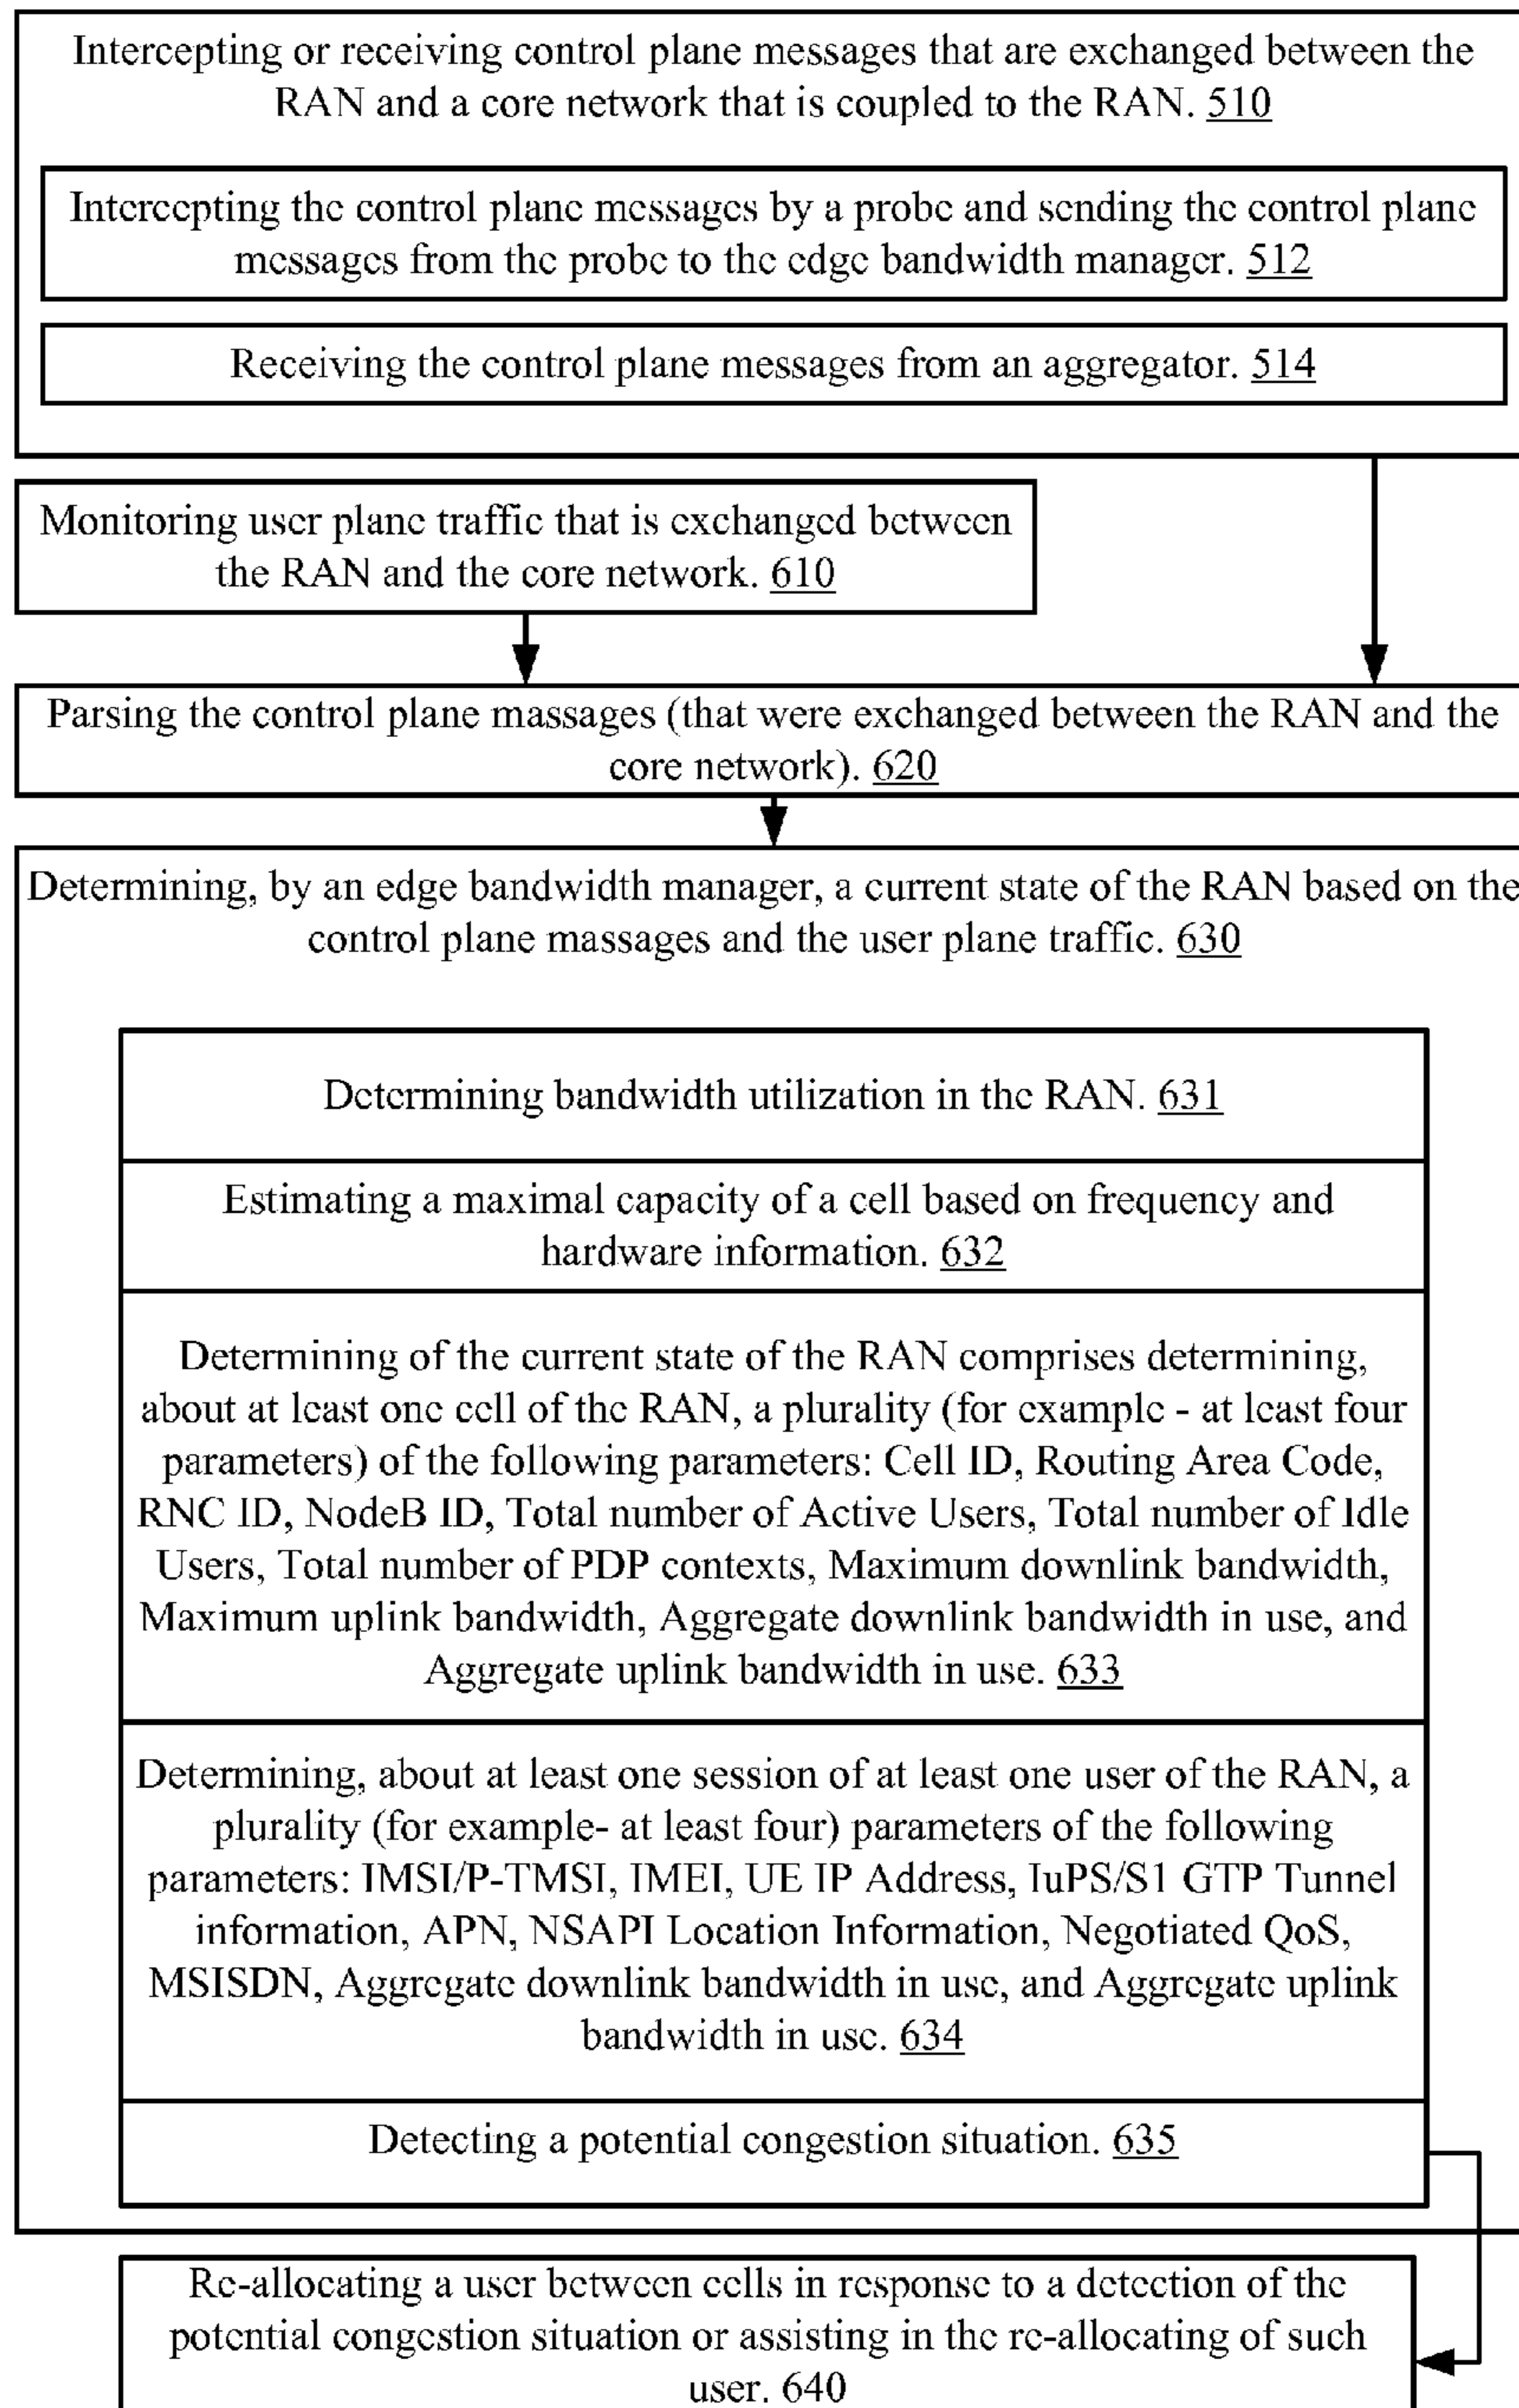 Intercepting or receiving control plane messages that are exchanged between the
RAN and a core network that is coupled to the RAN. 510
Intercepting the control plane messages by a probe and sending the control plane
messages from the probe to the edge bandwidth manager. 512
Receiving the control plane messages from an aggregator. 514
Monitoring user plane traffic that is exchanged between
the RAN and the core network. 610
Parsing the control plane massages (that were exchanged between the RAN and the
core network). 620
Determining, by an edge bandwidth manager, a current state of the RAN based on the
control plane massages and the user plane traffic. 630
Determining bandwidth utilization in the RAN. 631
Estimating a maximal capacity of a cell based on frequency and
hardware information. 632
Determining of the current state of the RAN comprises determining,
about at least one cell of the RAN, a plurality (for example - at least four
parameters) of the following parameters: Cell ID, Routing Area Code,
RNC ID, NodeB ID, Total number of Active Users, Total number of Idle
Users, Total number of PDP contexts, Maximum downlink bandwidth,
Maximum uplink bandwidth, Aggregate downlink bandwidth in use, and
Aggregate uplink bandwidth in use. 633
Determining, about at least one session of at least one user of the RAN, a
plurality (for example- at least four) parameters of the following
parameters: IMSI/P-TMSI, IMEI, UE IP Address, IuPS/S1 GTP Tunnel
information, APN, NSAPI Location Information, Negotiated QoS,
MSISDN, Aggregate downlink bandwidth in use, and Aggregate uplink
bandwidth in use. 634
Detecting a potential congestion situation. 635
Re-allocating a user between cells in response to a detection of the
potential congestion situation or assisting in the re-allocating of such
user. 640